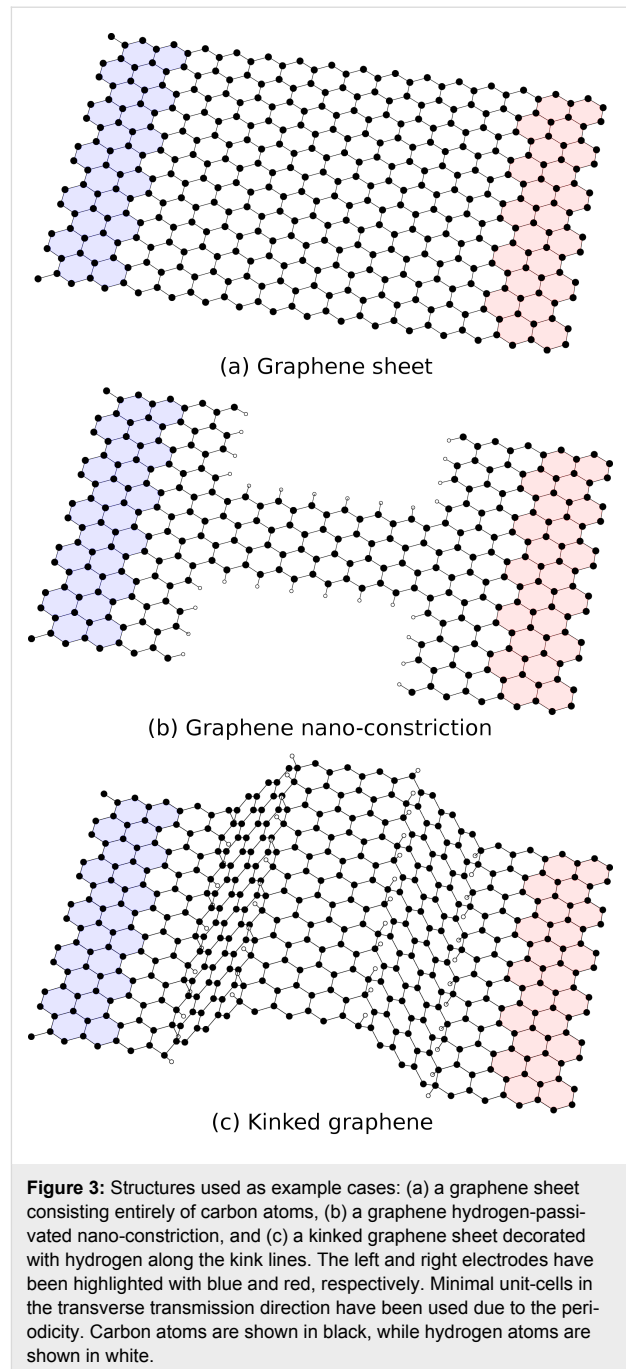 (a) Graphene sheet
(b) Graphene nano-constriction
(c) Kinked graphene
Figure 3: Structures used as example cases: (a) a graphene sheet
consisting entirely of carbon atoms, (b) a graphene hydrogen-passi-
vated nano-constriction, and (c) a kinked graphene sheet decorated
with hydrogen along the kink lines. The left and right electrodes have
been highlighted with blue and red, respectively. Minimal unit-cells in
the transverse transmission direction have been used due to the peri-
odicity. Carbon atoms are shown in black, while hydrogen atoms are
shown in white.